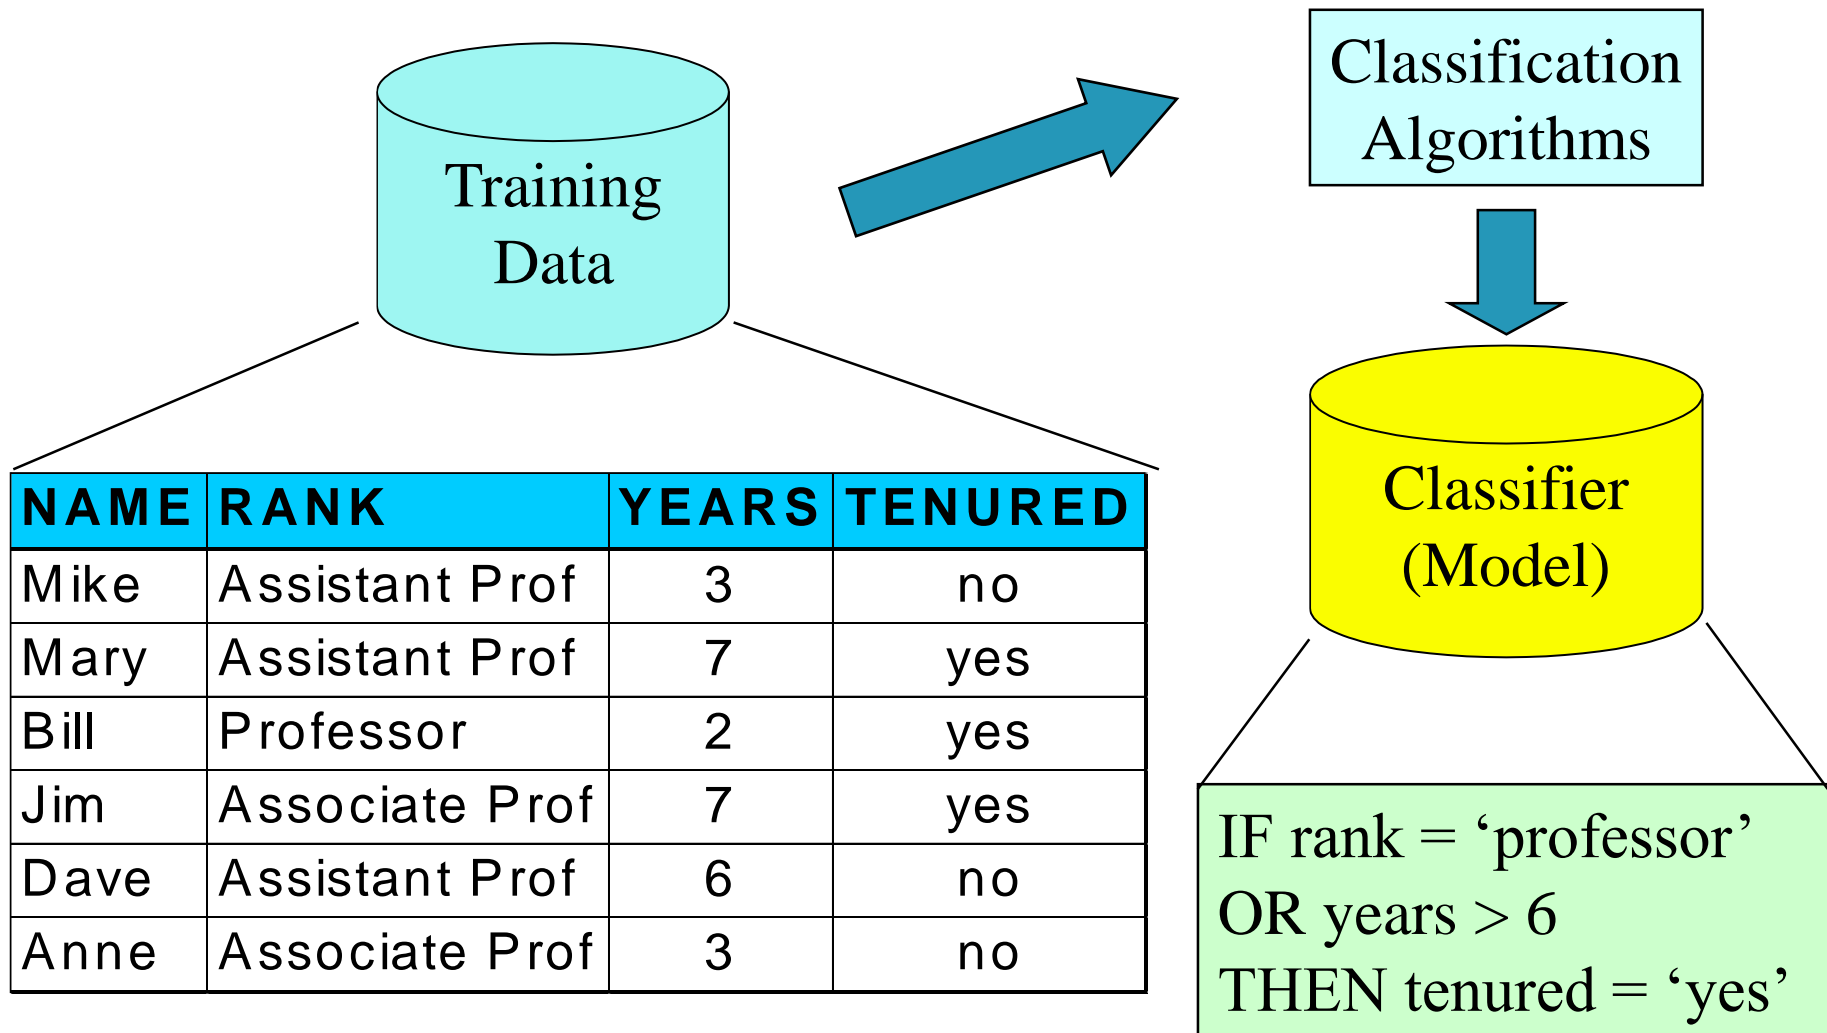 Training
Data
Classification
Algorithms
NAME RANK YEARS TENURED
Mike Assistant Prof 3 no
Mary Assistant Prof 7 yes
Bill Professor 2 yes
Jim Associate Prof 7 yes
Dave Assistant Prof 6 no
Anne Associate Prof 3 no
Classifier
(Model)
IF rank = ‘professor’
OR years > 6
THEN tenured = ‘yes’